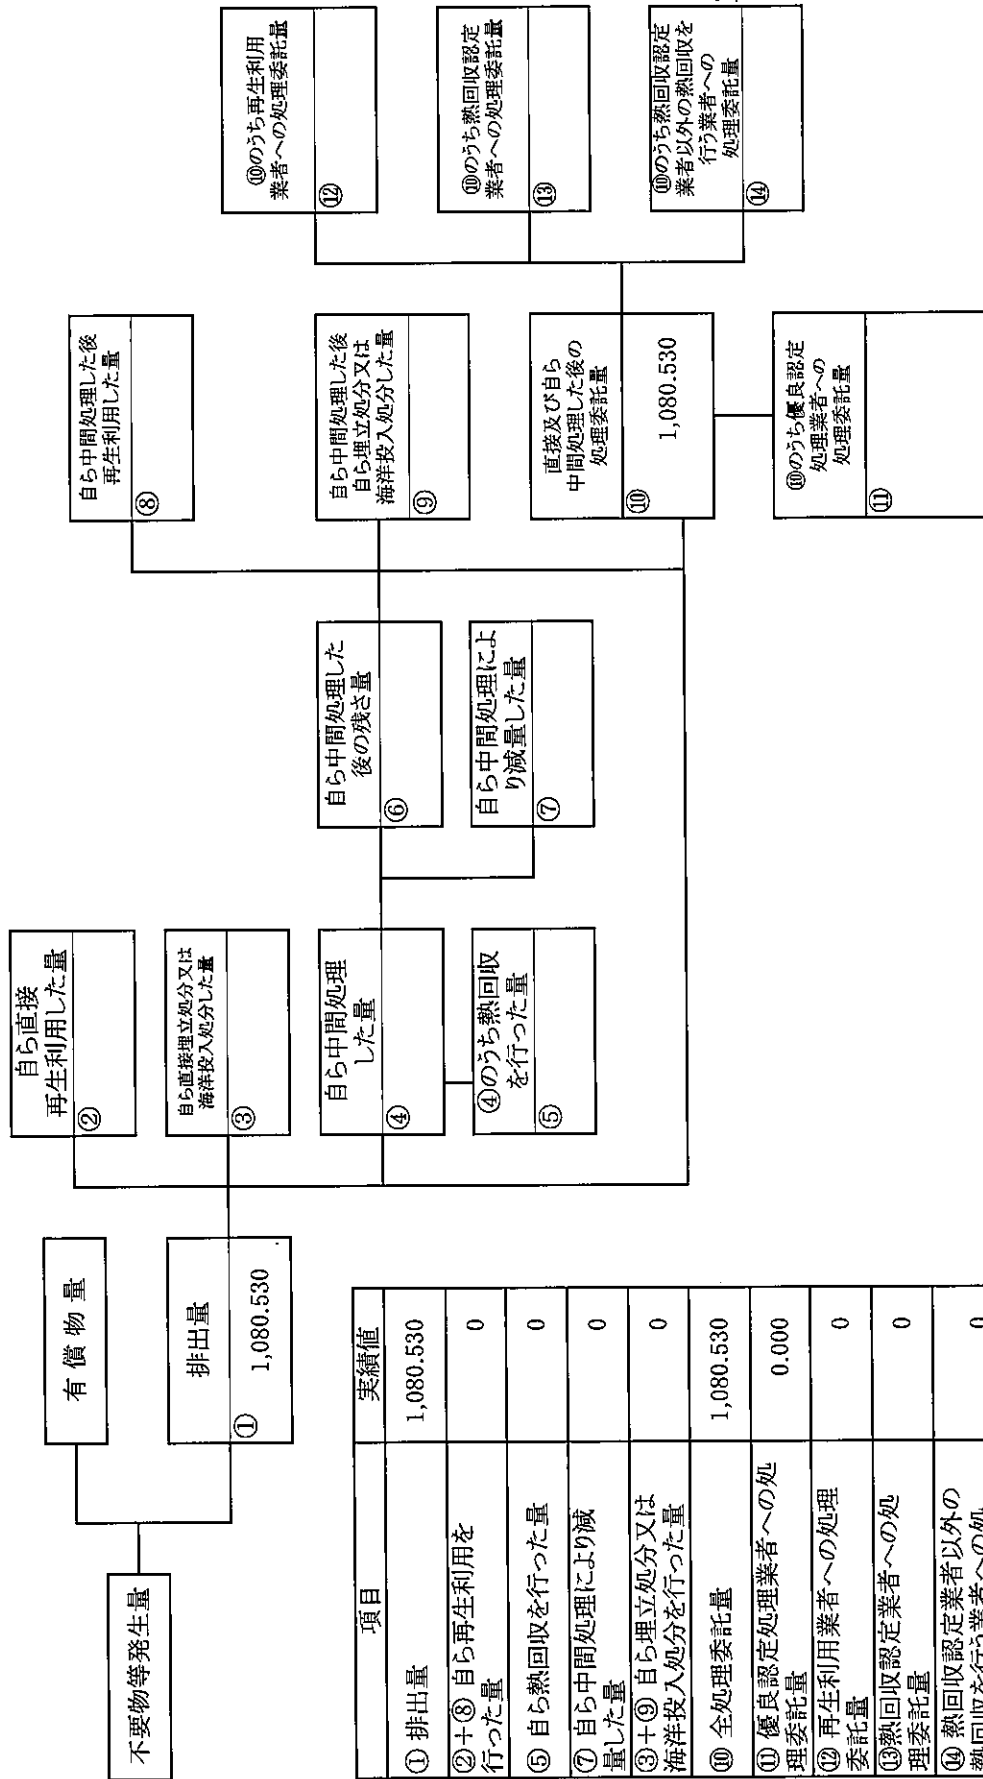 不要物等発生量
有償物量
排出量
①
1,080.530
自ら直接
再生利用した量
②
自ら直接埋立処分又は
海洋投入処分した量
③
自ら中間処理
した量
④
④のうち熱回収
を行った量
⑤
自ら中間処理した
後の残さ量
⑥
自ら中間処理によ
り減量した量
⑦
自ら中間処理した後
再生利用した量
⑧
自ら中間処理した後
自ら埋立処分又は
海洋投入処分した量
⑨
直接及び自ら
中間処理した後の
処理委託量
⑩
1,080.530
⑩のうち優良認定
処理業者への
処理委託量
⑪
⑩のうち再生利用
業者への処理委託量
⑫
⑩のうち熱回収認定
業者への処理委託量
⑬
⑩のうち熱回収認定
業者以外の熱回収を
行う業者への
処理委託量
⑭
項目 実績値
①排出量 1,080.530
②+⑧自ら再生利用を
行った量 0
⑤自ら熱回収を行った量 0
⑦自ら中間処理により減
量した量 0
③+⑨自ら埋立処分又は
海洋投入処分を行った量 0
⑩全処理委託量 1,080.530
⑪優良認定処理業者への処
理委託量 0.000
⑫再生利用業者への処理
委託量 0
⑬熱回収認定業者への処
理委託量 0
⑭熱回収認定業者以外の
熱回収を行う業者への処 0